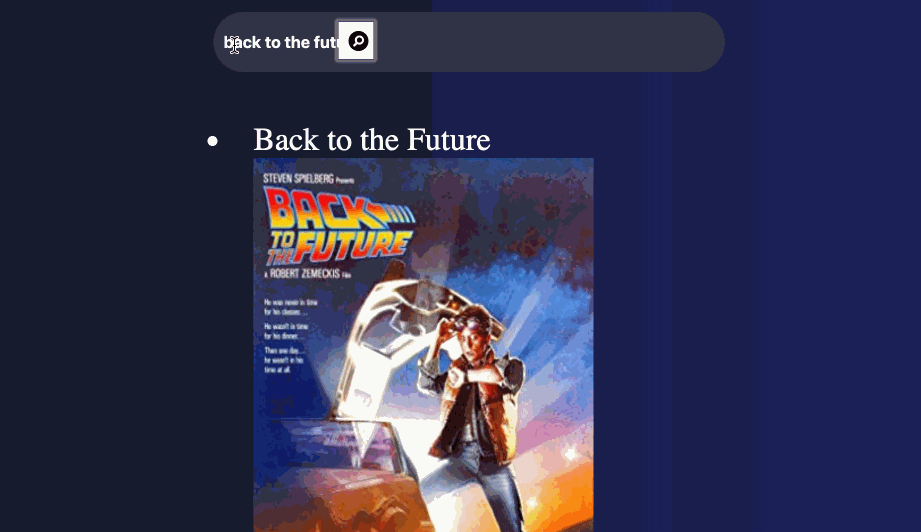 back to the futu
Back to the Future
STEVEN SPIELBERG Presents
BACK
TO
THE FUTURE
A ROBERT ZEMECKIS Film
He was never in time
for his classes...
He wasn't in time
for his dinner...
Then one day...
he wasn't in his
time at all.